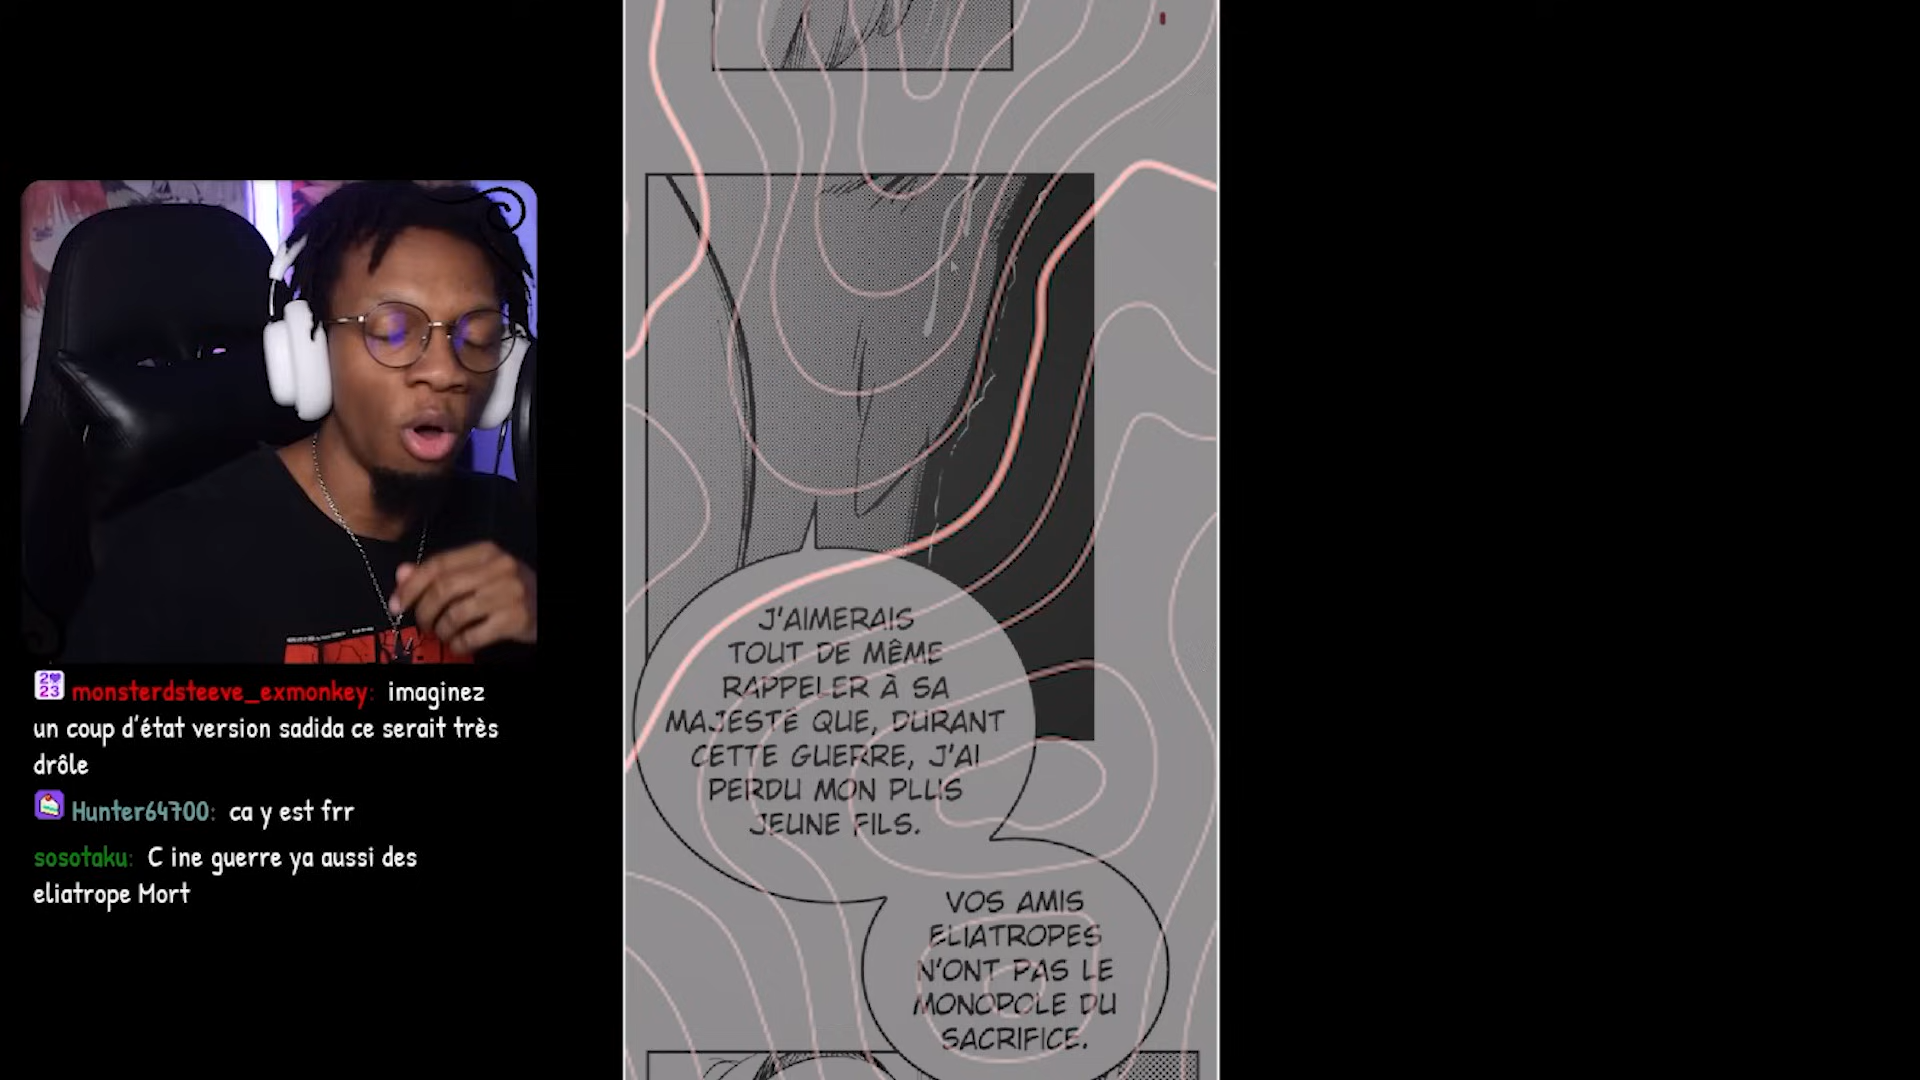 J'AIMERAIS
TOUT DE MÊME
RAPPELER À SA
MAJESTÉ QUE, DURANT
CETTE GUERRE, J'AI
PERDU MON PLUS
JEUNE FILS.
VOS AMIS
ELIATROPES
N'ONT PAS LE
MONOPOLE DU
SACRIFICE.
monsterdsteeve_exmonkey: imaginez
un coup d'état version sadida ce serait très
drôle
Hunter64700: ca y est frr
sosotaku: C ine guerre ya aussi des
eliatrope Mort